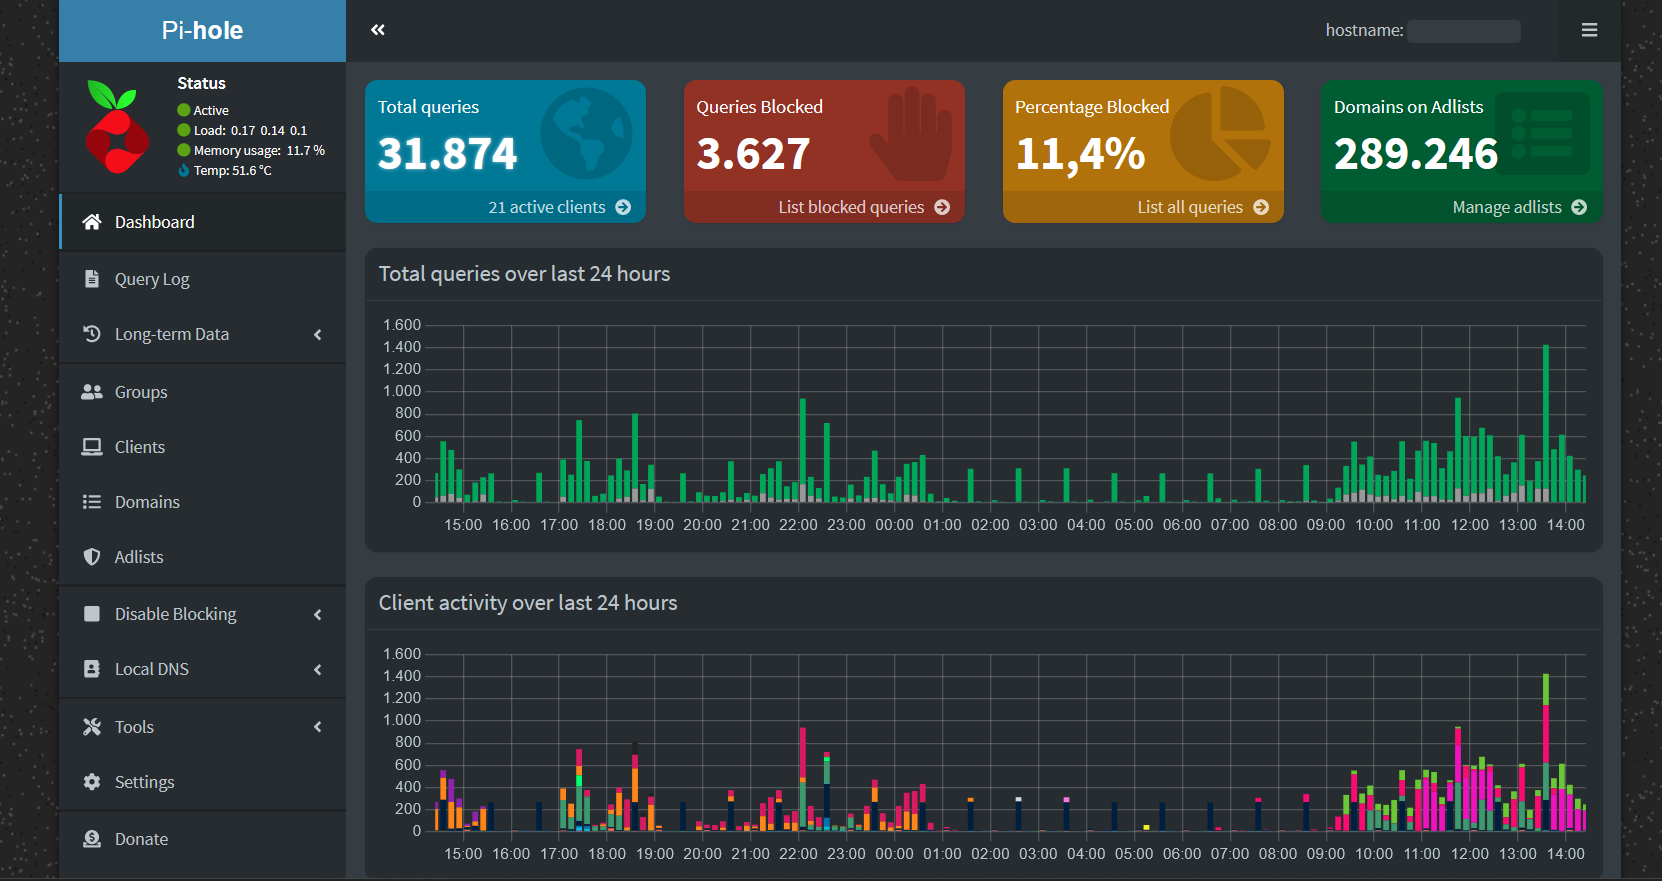 Pi-hole
hostname:
Status
Active
Load: 0.17 0.14 0.1
Memory usage: 11.7 %
Temp: 51.6 °C
Dashboard
Query Log
Long-term Data
Groups
Clients
Domains
Adlists
Disable Blocking
Local DNS
Tools
Settings
Donate
Total queries
31.874
21 active clients
Queries Blocked
3.627
List blocked queries
Percentage Blocked
11,4%
List all queries
Domains on Adlists
289.246
Manage adlists
Total queries over last 24 hours
1.600
1.400
1.200
1.000
800
600
400
200
0
15:00 16:00 17:00 18:00 19:00 20:00 21:00 22:00 23:00 00:00 01:00 02:00 03:00 04:00 05:00 06:00 07:00 08:00 09:00 10:00 11:00 12:00 13:00 14:00
Client activity over last 24 hours
1.600
1.400
1.200
1.000
800
600
400
200
0
15:00 16:00 17:00 18:00 19:00 20:00 21:00 22:00 23:00 00:00 01:00 02:00 03:00 04:00 05:00 06:00 07:00 08:00 09:00 10:00 11:00 12:00 13:00 14:00